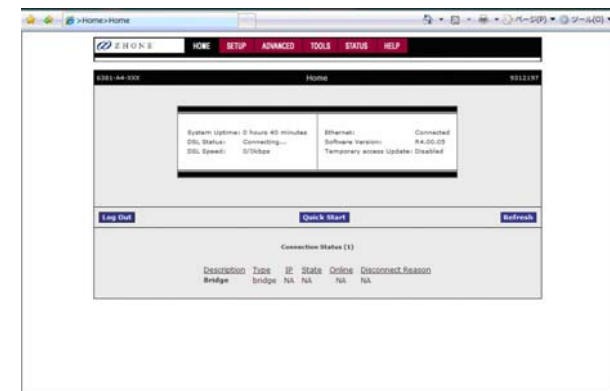 >Home>Home
ページ(P)
ツール(O)
ZHONE
HOME SETUP ADVANCED TOOLS STATUS HELP
6381-A4-XXX Home 9312197
System Uptime: 0 hours 40 minutes
DSL Status: Connecting...
DSL Speed: 0/0kbps
Ethernet: Connected
Software Version: R4.00.05
Temporary access Update: Disabled
Log Out Quick Start Refresh
Connection Status (1)
Description Type IP State Online Disconnect Reason
Bridge bridge NA NA NA NA